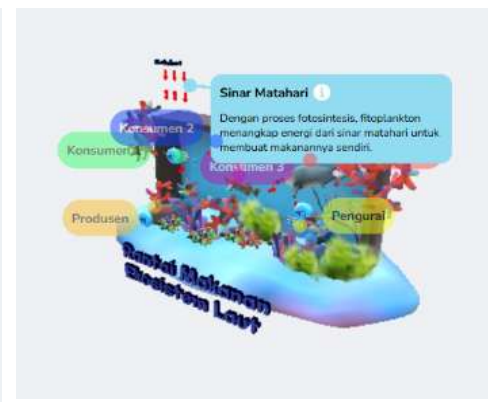 Matahari
Sinar Matahari
Dengan proses fotosintesis, fitoplankton
menangkap energi dari sinar matahari untuk
membuat makanannya sendiri.
Konsumen 2
Konsumen
Konsumen 3
Produsen
Pengurai
Rantai Makanan
Ekosistem Laut